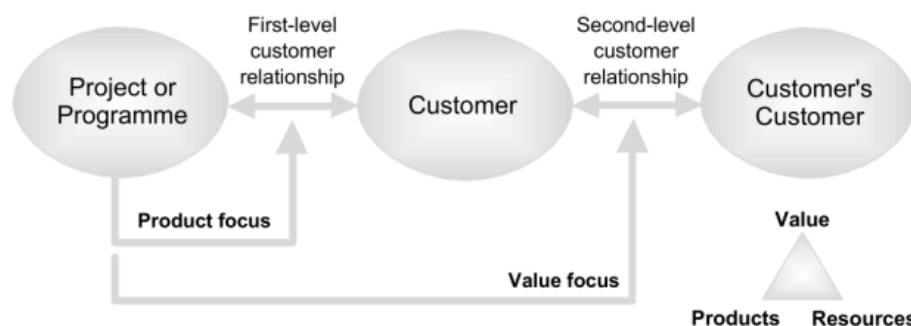 First-level
customer
relationship
Second-level
customer
relationship
Project or
Programme
Customer
Customer's
Customer
Product focus
Value focus
Value
Products
Resources